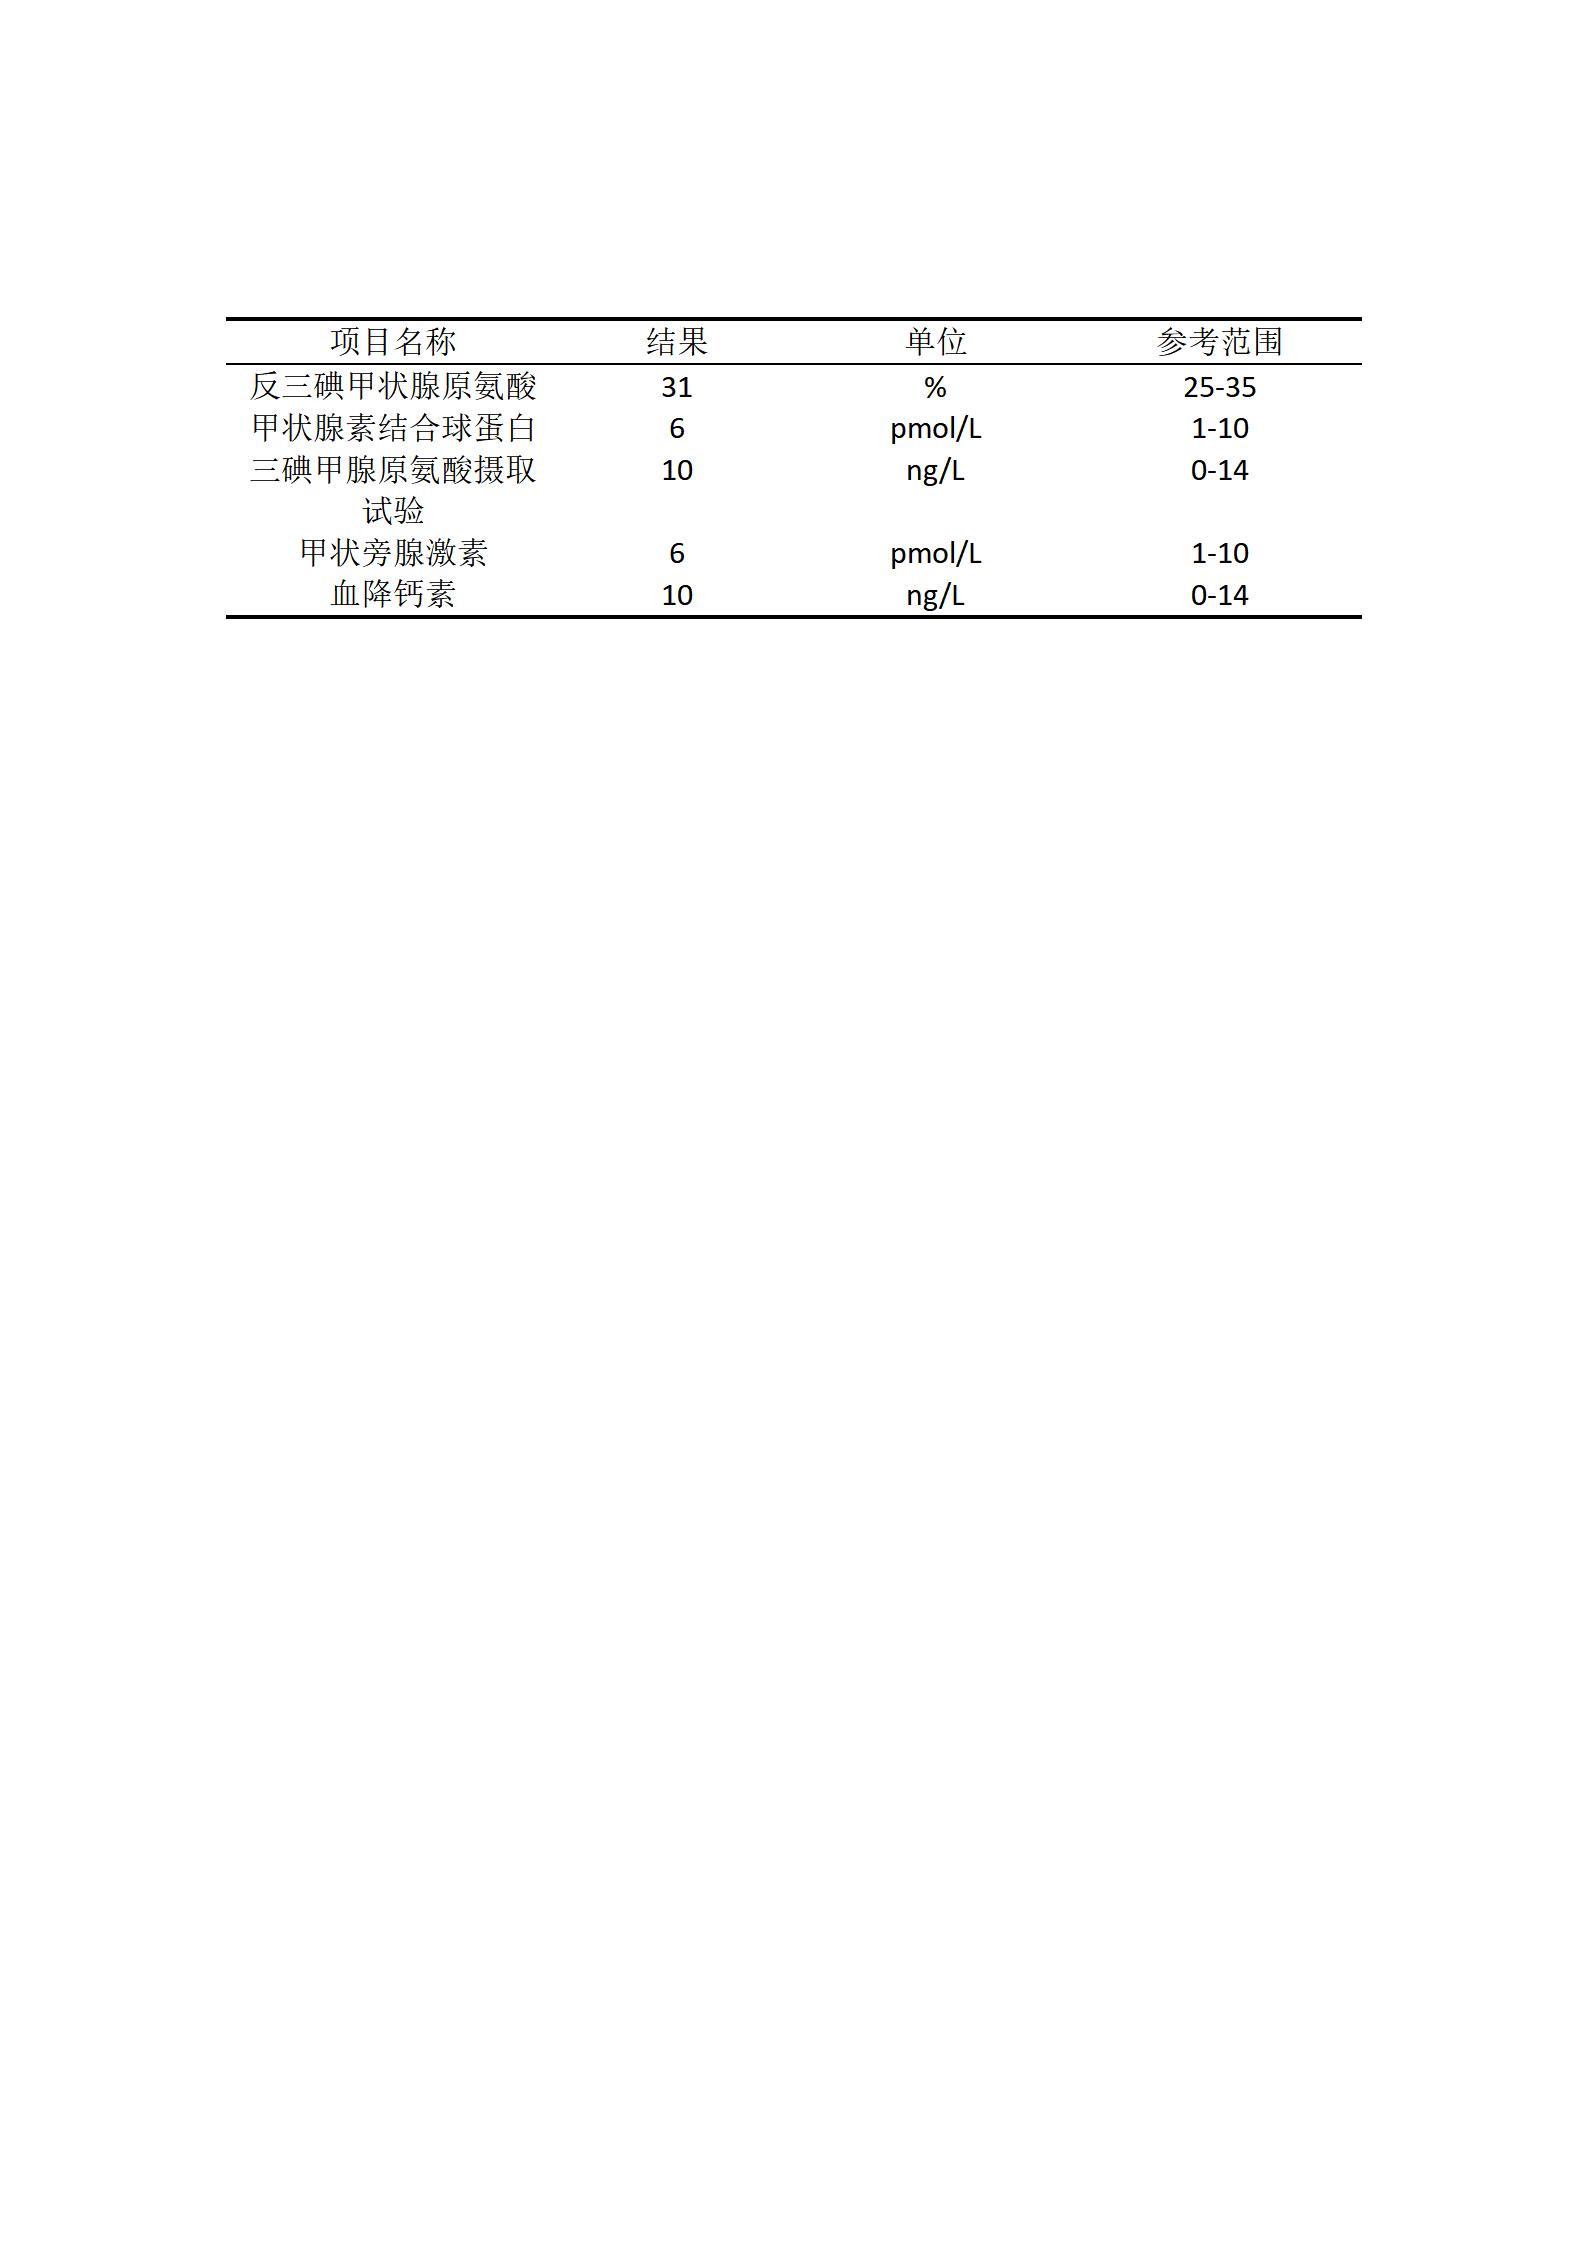 项目名称 结果 单位 参考范围
反三碘甲状腺原氨酸 31 % 25-35
甲状腺素结合球蛋白 6 pmol/L 1-10
三碘甲腺原氨酸摄取 10 ng/L 0-14
试验
甲状旁腺激素 6 pmol/L 1-10
血降钙素 10 ng/L 0-14